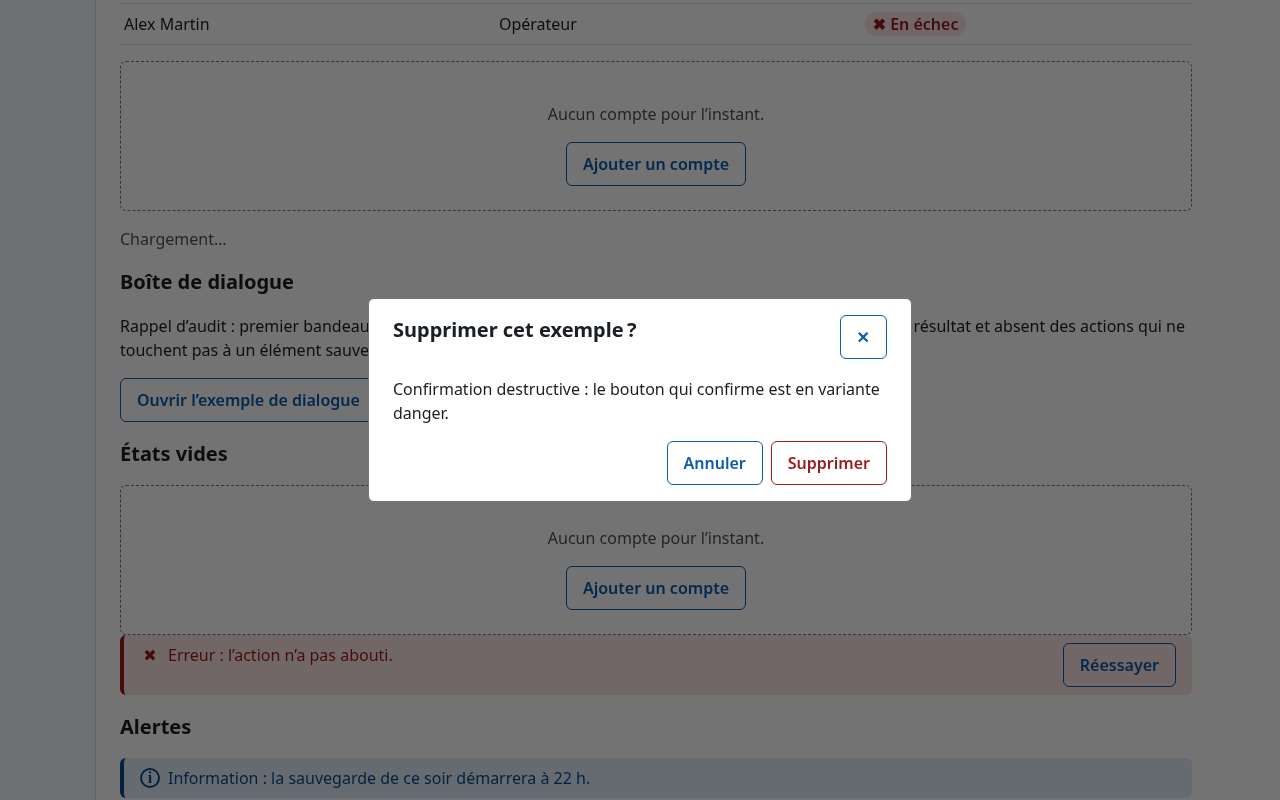 Alex Martin Opérateur ✖ En échec
Aucun compte pour l’instant.
Ajouter un compte
Chargement…
Boîte de dialogue
Rappel d’audit : premier bandeau résultat et absent des actions qui ne
touchent pas à un élément sauve
Ouvrir l’exemple de dialogue
Supprimer cet exemple ?
×
Confirmation destructive : le bouton qui confirme est en variante
danger.
Annuler Supprimer
États vides
Aucun compte pour l’instant.
Ajouter un compte
✖ Erreur : l’action n’a pas abouti.
Réessayer
Alertes
Information : la sauvegarde de ce soir démarrera à 22 h.